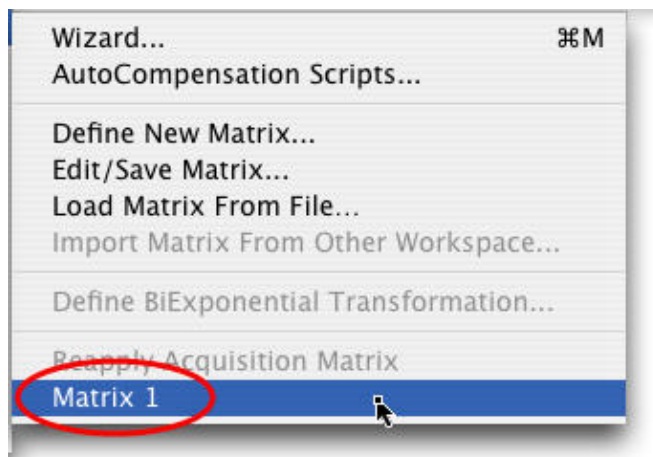 Wizard... ⌘M
AutoCompensation Scripts...
Define New Matrix...
Edit/Save Matrix...
Load Matrix From File...
Import Matrix From Other Workspace...
Define BiExponential Transformation...
Reapply Acquisition Matrix
Matrix 1